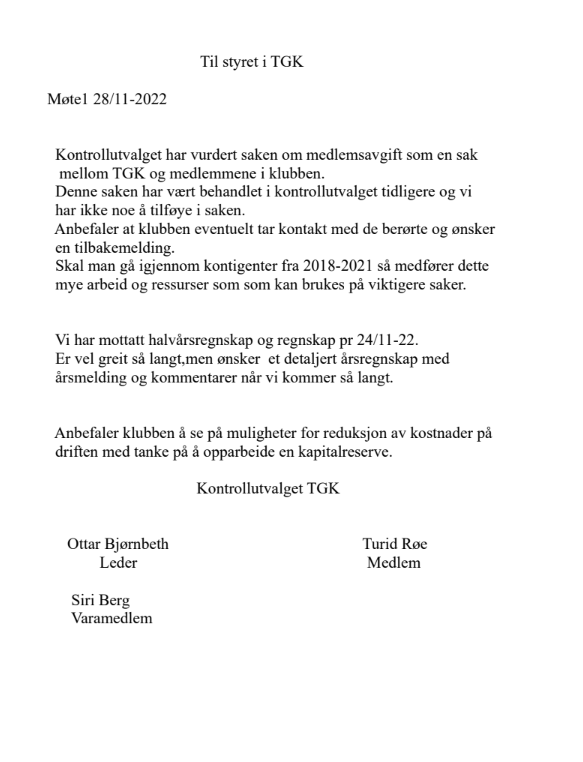 Til styret i TGK
Møte1 28/11-2022
Kontrollutvalget har vurdert saken om medlemsavgift som en sak
mellom TGK og medlemmene i klubben.
Denne saken har vært behandlet i kontrollutvalget tidligere og vi
har ikke noe å tilføye i saken.
Anbefaler at klubben eventuelt tar kontakt med de berørte og ønsker
en tilbakemelding.
Skal man gå igjennom kontigenter fra 2018-2021 så medfører dette
mye arbeid og ressurser som som kan brukes på viktigere saker.
Vi har mottatt halvårsregnskap og regnskap pr 24/11-22.
Er vel greit så langt,men ønsker  et detaljert årsregnskap med
årsmelding og kommentarer når vi kommer så langt.
Anbefaler klubben å se på muligheter for reduksjon av kostnader på
driften med tanke på å opparbeide en kapitalreserve.
Kontrollutvalget TGK
Ottar Bjørnbeth Turid Røe
Leder Medlem
Siri Berg
Varamedlem